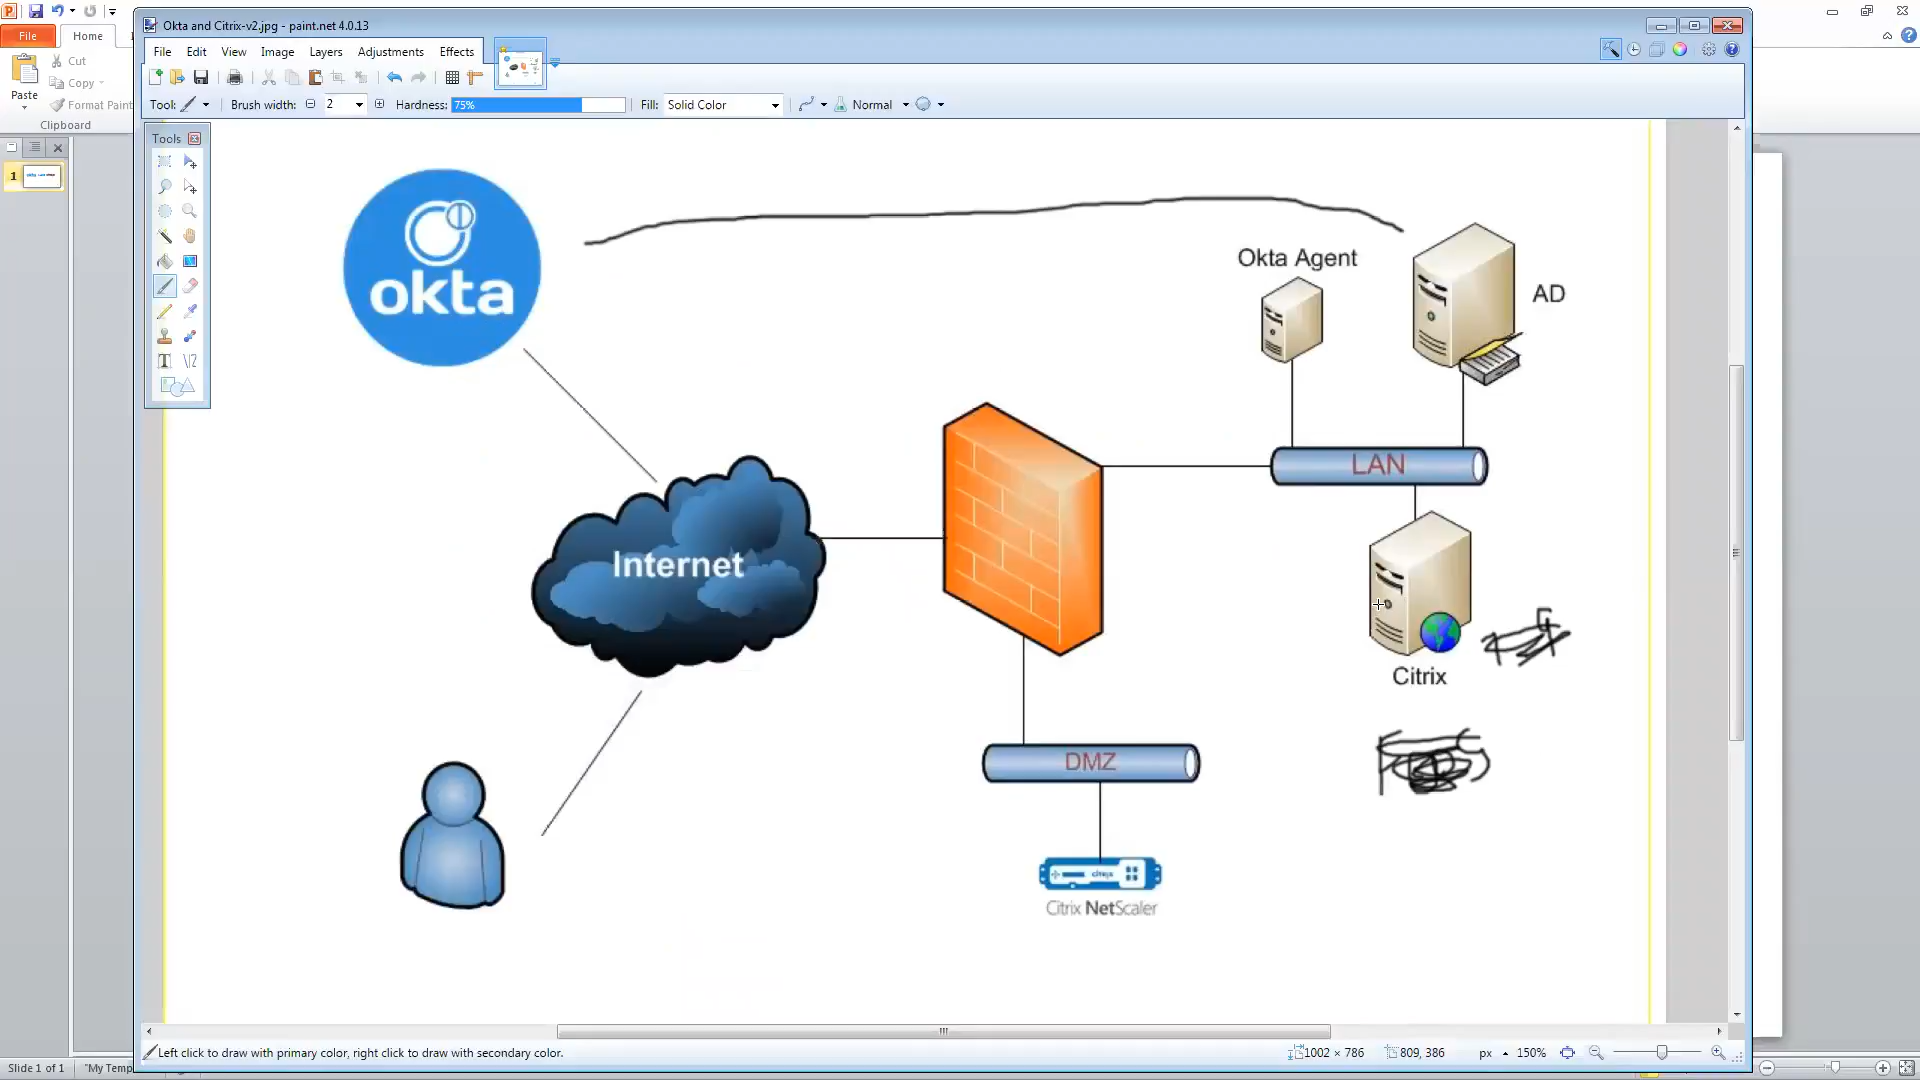 Okta and Citrix-v2.jpg - paint.net 4.0.13
File
Home
File Edit View Image Layers Adjustments Effects
Cut
Copy
Paste
Format Paint
Clipboard
Tool:
Brush width: 2
Hardness: 75%
Fill: Solid Color
Normal
Tools
1
okta
Okta Agent
AD
LAN
Internet
Citrix
DMZ
citrix
Citrix NetScaler
Left click to draw with primary color, right click to draw with secondary color.
1002 × 786
809, 386
px
150%
Slide 1 of 1
"My Temp